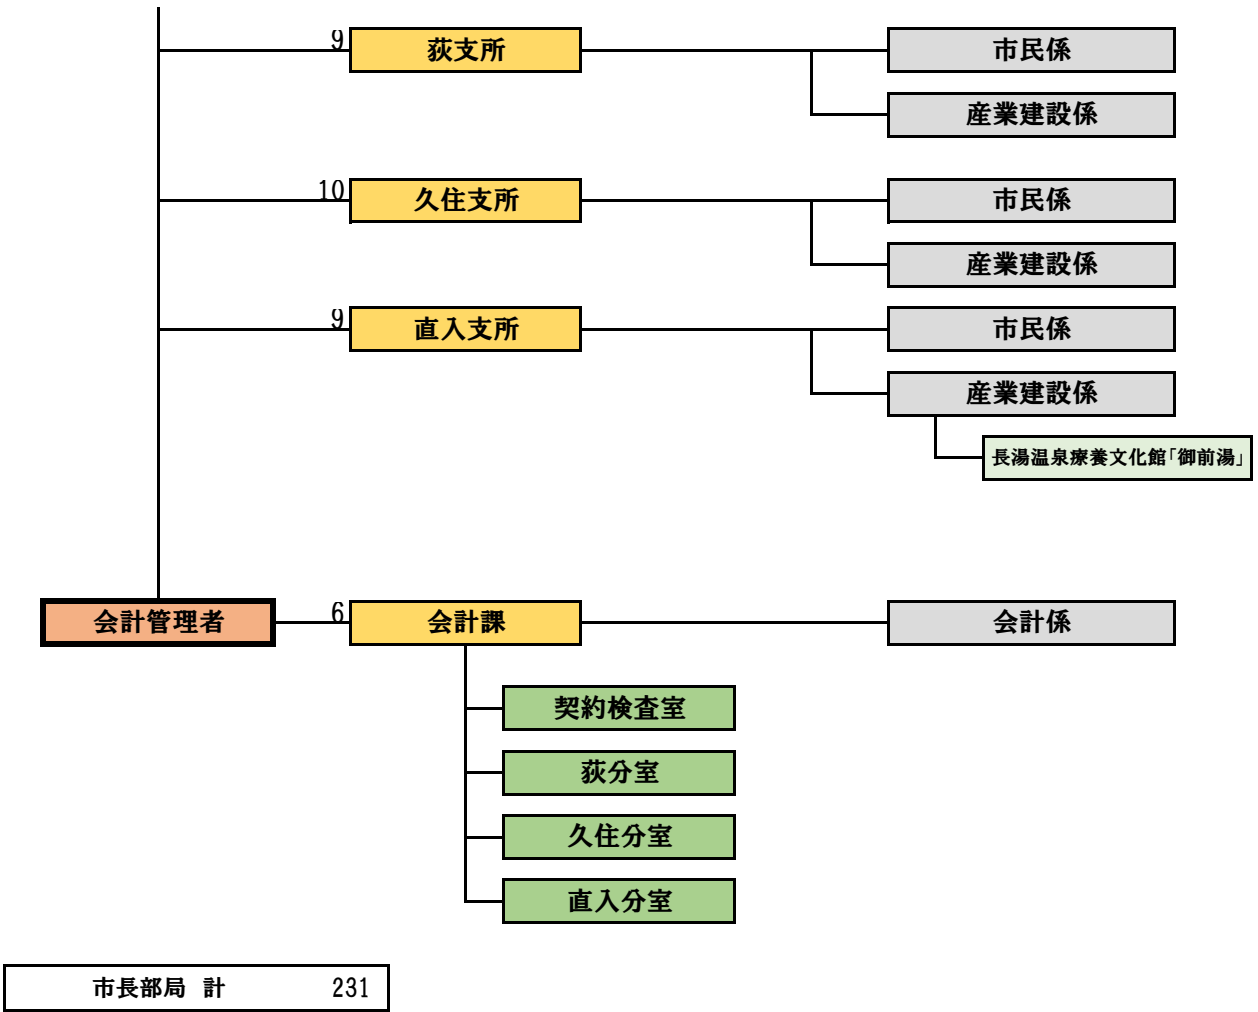 9 荻支所 市民係
産業建設係
10 久住支所 市民係
産業建設係
9 直入支所 市民係
産業建設係
長湯温泉療養文化館「御前湯」
会計管理者 6 会計課 会計係
契約検査室
荻分室
久住分室
直入分室
市長部局 計 231